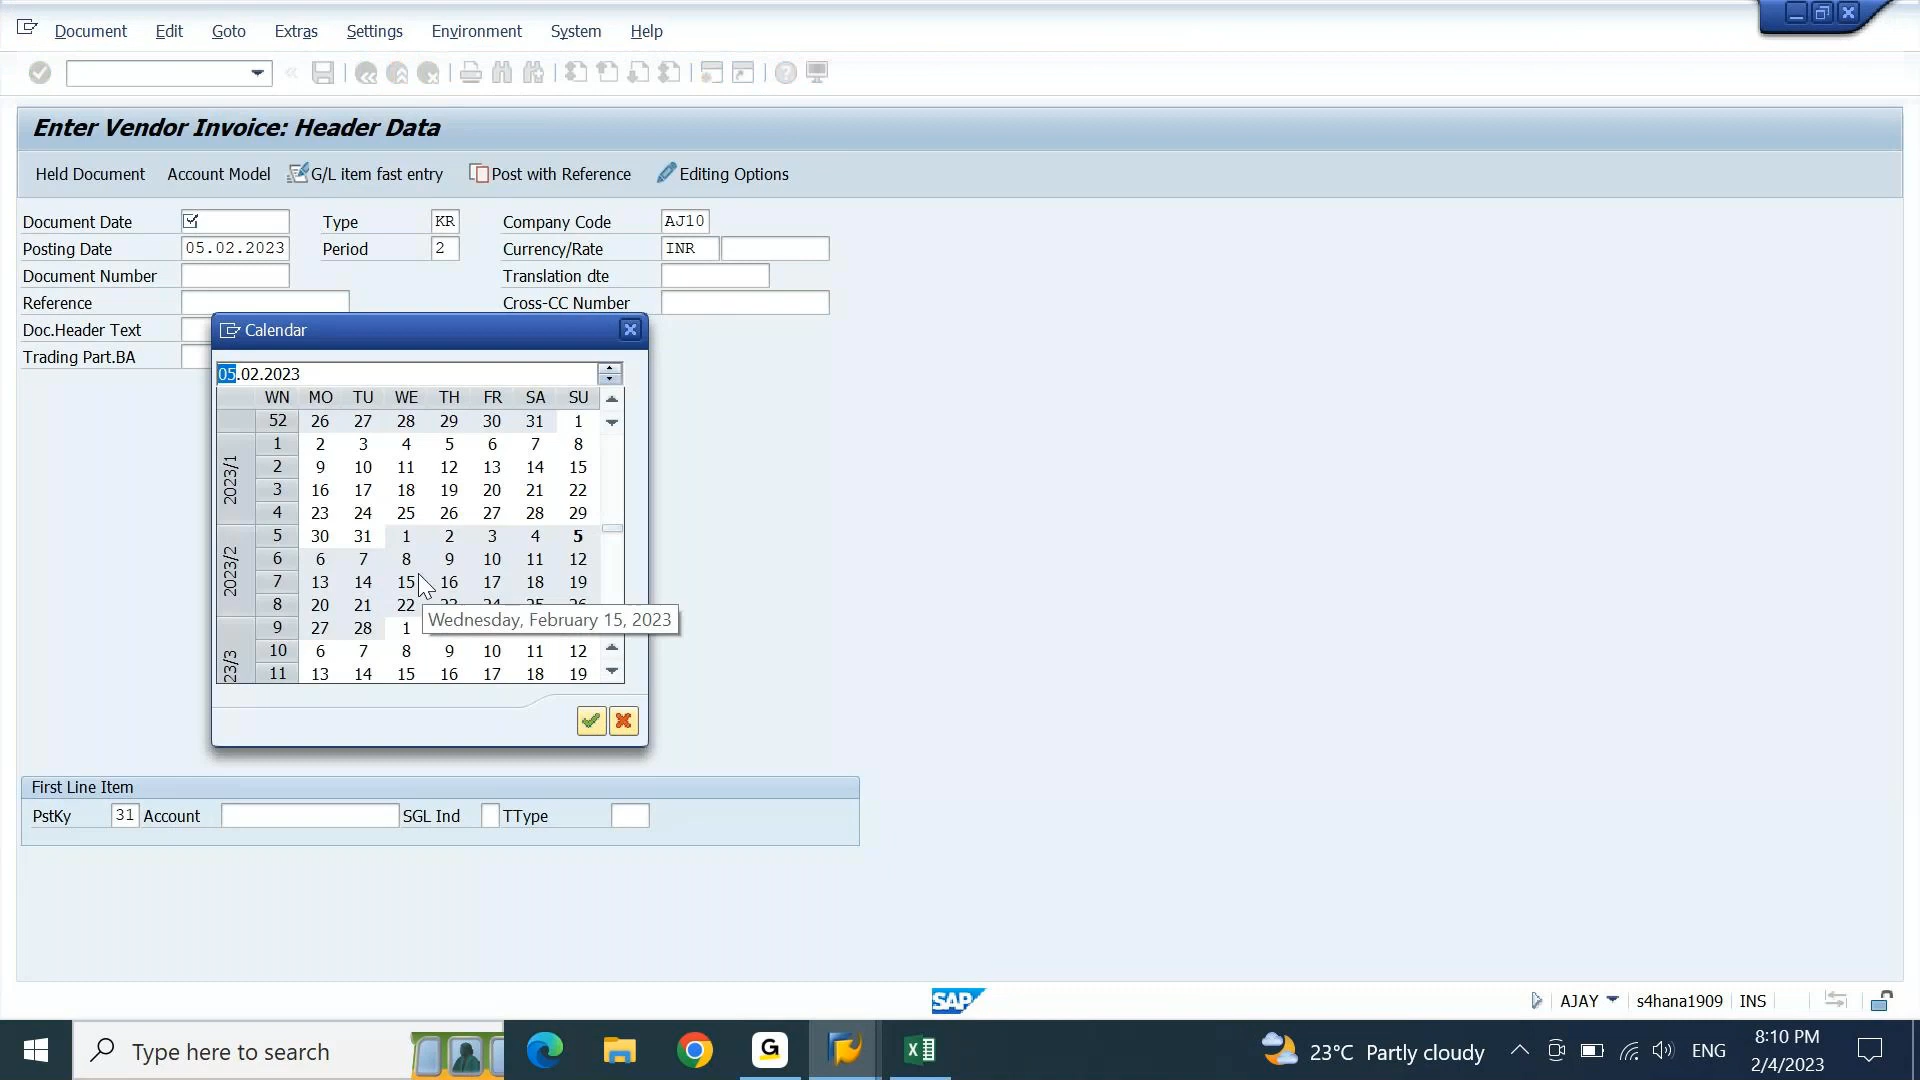 Document Edit Goto Extras Settings Environment System Help
Enter Vendor Invoice: Header Data
Held Document Account Model G/L item fast entry Post with Reference Editing Options
Document Date Type KR Company Code AJ10
Posting Date 05.02.2023 Period 2 Currency/Rate INR
Document Number Translation dte
Reference Cross-CC Number
Doc.Header Text
Trading Part.BA
Calendar
05.02.2023
WN MO TU WE TH FR SA SU
52 26 27 28 29 30 31 1
1 2 3 4 5 6 7 8
2 9 10 11 12 13 14 15
2023/1
3 16 17 18 19 20 21 22
4 23 24 25 26 27 28 29
5 30 31 1 2 3 4 5
6 6 7 8 9 10 11 12
2023/2
7 13 14 15 16 17 18 19
8 20 21 22
Wednesday, February 15, 2023
9 27 28 1
10 6 7 8 9 10 11 12
23/3
11 13 14 15 16 17 18 19
First Line Item
PstKy 31 Account SGL Ind TType
SAP
AJAY s4hana1909 INS
Type here to search
G
23°C Partly cloudy
ENG
8:10 PM
2/4/2023